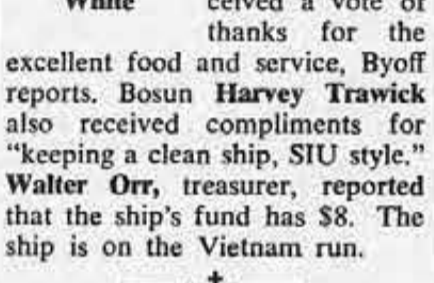 White ceived a vote of
thanks for the
excellent food and service, Byoff
reports. Bosun Harvey Trawick
also received compliments for
"keeping a clean ship, SIU style."
Walter Orr, treasurer, reported
that the ship's fund has $8. The
ship is on the Vietnam run.